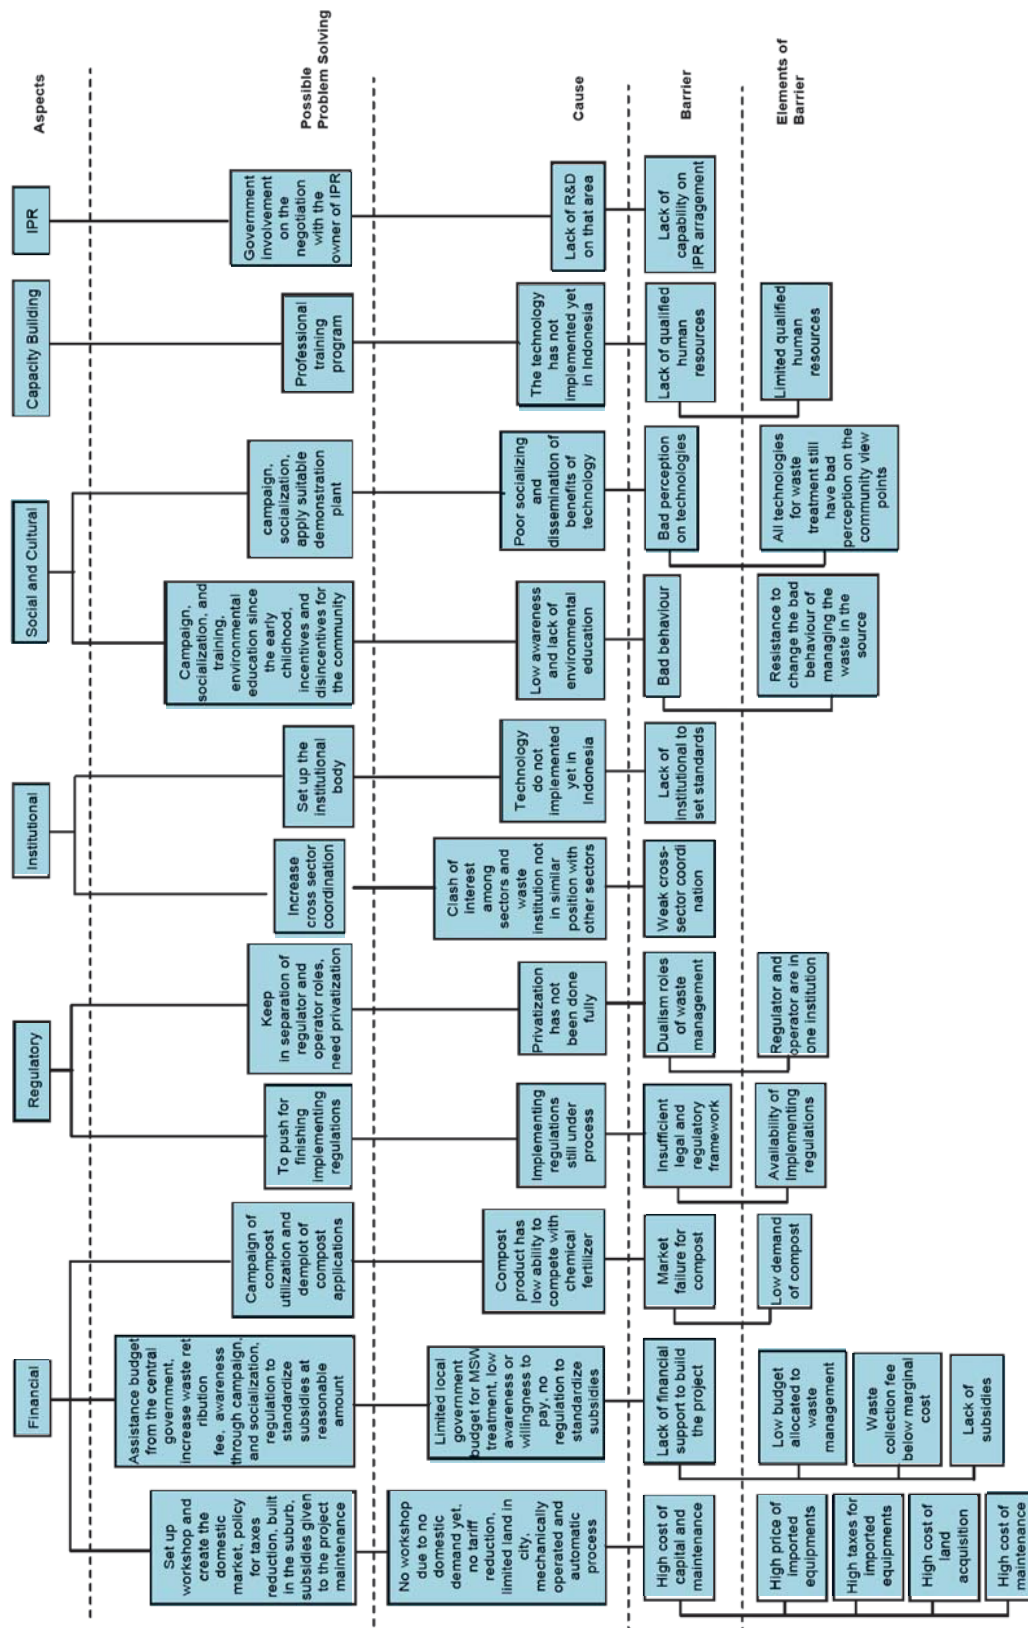 Aspects
Financial
Regulatory
Institutional
Social and Cultural
Capacity Building
IPR
Possible
Problem Solving
Set up
workshop and
create the
domestic
market, policy
for taxes
reduction, built
in the suburb,
subsidies given
to the project
maintenance
Assistance budget
from the central
government,
increase waste ret
ribution
fee, awareness
through campaign,
and socialization,
regulation to
standardize
subsidies at
reasonable
amount
Campaign of
compost
utilization and
demplot of
compost
applications
To push for
finishing
implementing
regulations
Keep
in separation of
regulator and
operator roles,
need privatization
Increase
cross sector
coordination
Set up the
institutional
body
Campaign,
socialization, and
training,
environmental
education since
the early
childhood,
incentives and
disincentives for
the community
campaign,
socialization,
apply suitable
demonstration
plant
Professional
training
program
Government
involvement
on the
negotiation
with the
owner of IPR
Cause
No workshop
due to no
domestic
demand yet,
no tariff
reduction,
limited land in
city,
mechanically
operated and
automatic
process
Limited local
government
budget for MSW
treatment, low
awareness or
willingness to
pay, no
regulation to
standardize
subsidies
Compost
product has
low ability to
compete with
chemical
fertilizer
Implementing
regulations
still under
process
Privatization
has not
been done
fully
Clash of
interest
among
sectors and
waste
institution not
in similar
position with
other sectors
Technology
do not
implemented
yet in
Indonesia
Low awareness
and lack of
environmental
education
Poor socializing
and
dissemination of
benefits of
technology
The technology
has not
implemented yet
in Indonesia
Lack of R&D
on that area
Barrier
High cost of
capital and
maintenance
Lack of financial
support to build
the project
Market
failure for
compost
Insufficient
legal and
regulatory
framework
Dualism roles
of waste
management
Weak cross-
sector coordi
nation
Lack of
institutional to
set standards
Bad behaviour
Bad perception
on technologies
Lack of qualified
human
resources
Lack of
capability on
IPR arragement
Elements of
Barrier
High price of
imported
equipments
High taxes for
imported
equipments
High cost of
land
acquisition
High cost of
maintenance
Low budget
allocated to
waste
management
Waste
collection fee
below marginal
cost
Lack of
subsidies
Low demand
of compost
Availability of
Implementing
regulations
Regulator and
operator are in
one institution
Resistance to
change the bad
behaviour of
managing the
waste in the
source
All technologies
for waste
treatment still
have bad
perception on the
community view
points
Limited qualified
human
resources